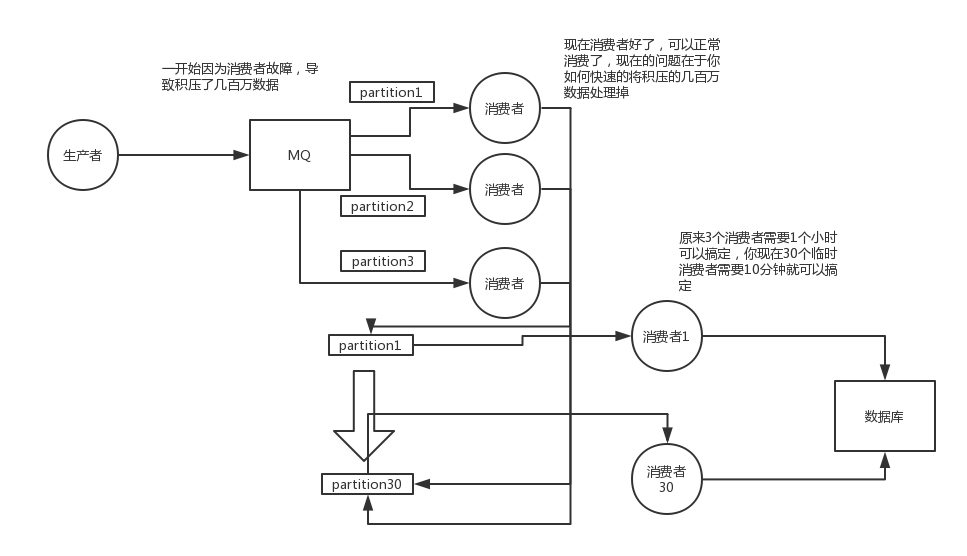 现在消费者好了，可以正常
消费了，现在的问题在于你
如何快速的将积压的几百万
数据处理掉
一开始因为消费者故障，导
致积压了几百万数据
partition1
消费者
生产者
MQ
消费者
partition2
partition3
消费者
原来3个消费者需要1个小时
可以搞定，你现在30个临时
消费者需要10分钟就可以搞
定
partition1
消费者1
数据库
partition30
消费者
30